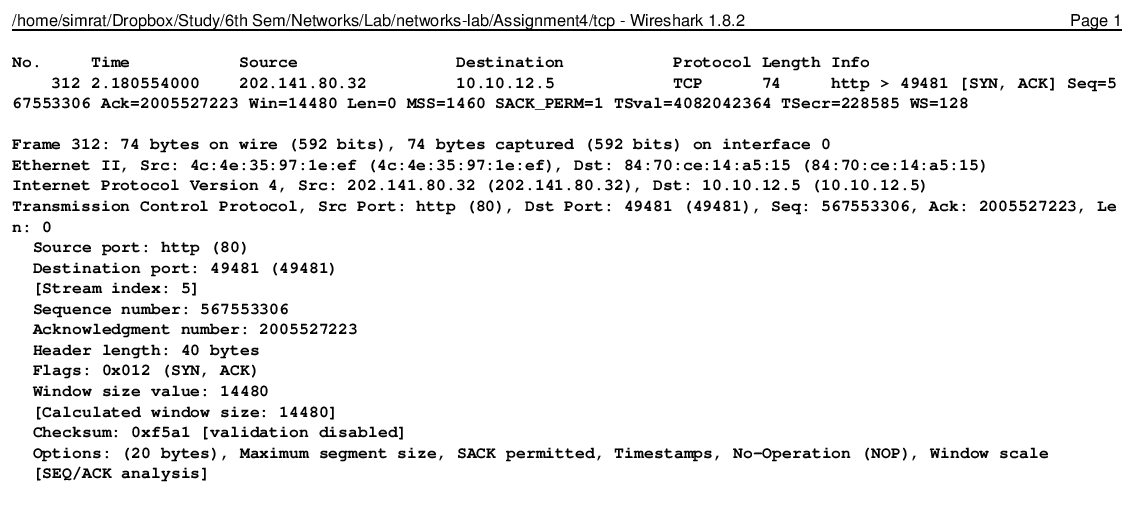 /home/simrat/Dropbox/Study/6th Sem/Networks/Lab/networks-lab/Assignment4/tcp - Wireshark 1.8.2 Page 1
No. Time Source Destination Protocol Length Info
312 2.180554000 202.141.80.32 10.10.12.5 TCP 74 http > 49481 [SYN, ACK] Seq=5
67553306 Ack=2005527223 Win=14480 Len=0 MSS=1460 SACK_PERM=1 TSval=4082042364 TSecr=228585 WS=128
Frame 312: 74 bytes on wire (592 bits), 74 bytes captured (592 bits) on interface 0
Ethernet II, Src: 4c:4e:35:97:1e:ef (4c:4e:35:97:1e:ef), Dst: 84:70:ce:14:a5:15 (84:70:ce:14:a5:15)
Internet Protocol Version 4, Src: 202.141.80.32 (202.141.80.32), Dst: 10.10.12.5 (10.10.12.5)
Transmission Control Protocol, Src Port: http (80), Dst Port: 49481 (49481), Seq: 567553306, Ack: 2005527223, Le
n: 0
Source port: http (80)
Destination port: 49481 (49481)
[Stream index: 5]
Sequence number: 567553306
Acknowledgment number: 2005527223
Header length: 40 bytes
Flags: 0x012 (SYN, ACK)
Window size value: 14480
[Calculated window size: 14480]
Checksum: 0xf5a1 [validation disabled]
Options: (20 bytes), Maximum segment size, SACK permitted, Timestamps, No-Operation (NOP), Window scale
[SEQ/ACK analysis]